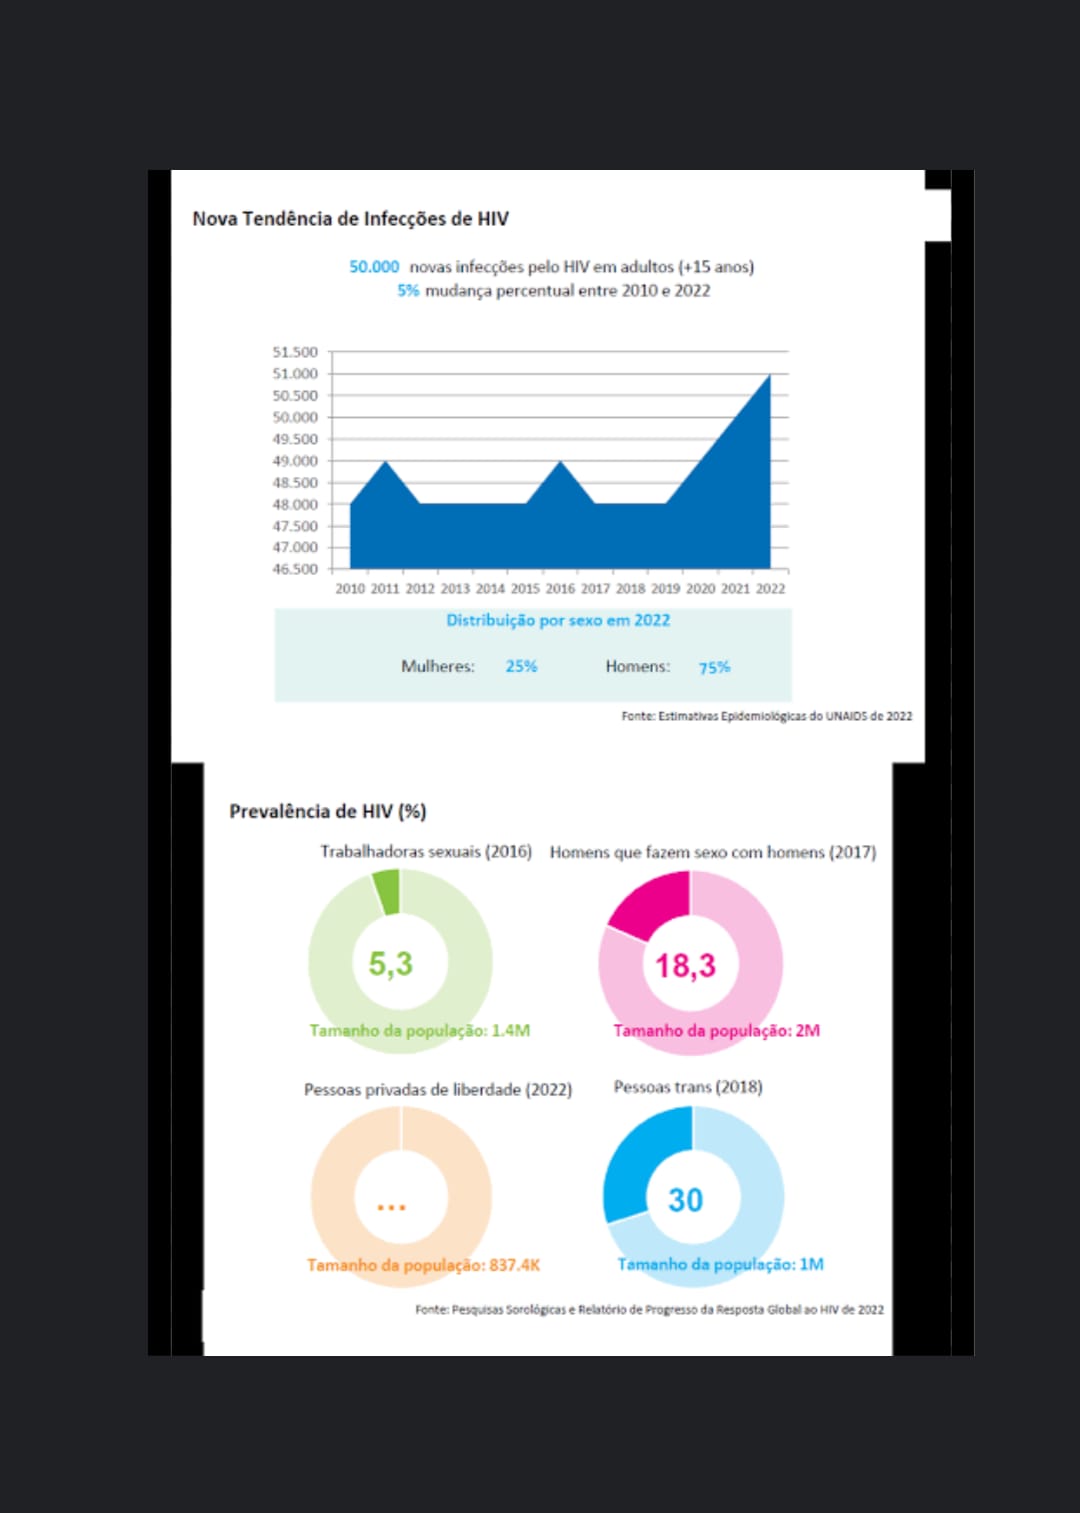 Nova Tendência de Infecções de HIV
50.000 novas infecções pelo HIV em adultos (+15 anos)
5% mudança percentual entre 2010 e 2022
51.500
51.000
50.500
50.000
49.500
49.000
48.500
48.000
47.500
47.000
46.500
2010 2011 2012 2013 2014 2015 2016 2017 2018 2019 2020 2021 2022
Distribuição por sexo em 2022
Mulheres: 25% Homens: 75%
Fonte: Estimativas Epidemiológicas do UNAIDS de 2022
Prevalência de HIV (%)
Trabalhadoras sexuais (2016) Homens que fazem sexo com homens (2017)
5,3 18,3
Tamanho da população: 1.4M Tamanho da população: 2M
Pessoas privadas de liberdade (2022) Pessoas trans (2018)
... 30
Tamanho da população: 837.4K Tamanho da população: 1M
Fonte: Pesquisas Sorológicas e Relatório de Progresso da Resposta Global ao HIV de 2022